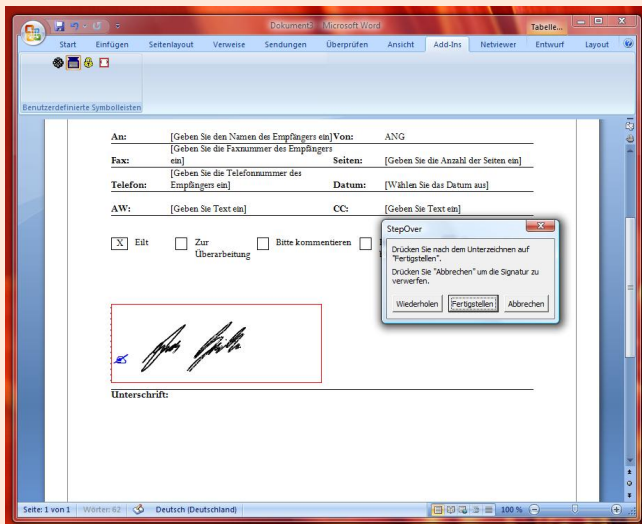 Dokument3 - Microsoft Word
Tabelle...
Start Einfügen Seitenlayout Verweise Sendungen Überprüfen Ansicht Add-Ins Netviewer Entwurf Layout
Benutzerdefinierte Symbolleisten
An: [Geben Sie den Namen des Empfängers ein] Von: ANG
[Geben Sie die Faxnummer des Empfängers
Fax: ein] Seiten: [Geben Sie die Anzahl der Seiten ein]
[Geben Sie die Telefonnummer des
Telefon: Empfängers ein] Datum: [Wählen Sie das Datum aus]
AW: [Geben Sie Text ein] CC: [Geben Sie Text ein]
X Eilt Zur Bitte kommentieren
Überarbeitung
StepOver
Drücken Sie nach dem Unterzeichnen auf
"Fertigstellen".
Drücken Sie "Abbrechen" um die Signatur zu
verwerfen.
Wiederholen Fertigstellen Abbrechen
Unterschrift:
Seite: 1 von 1 Wörter: 62 Deutsch (Deutschland) 100 %